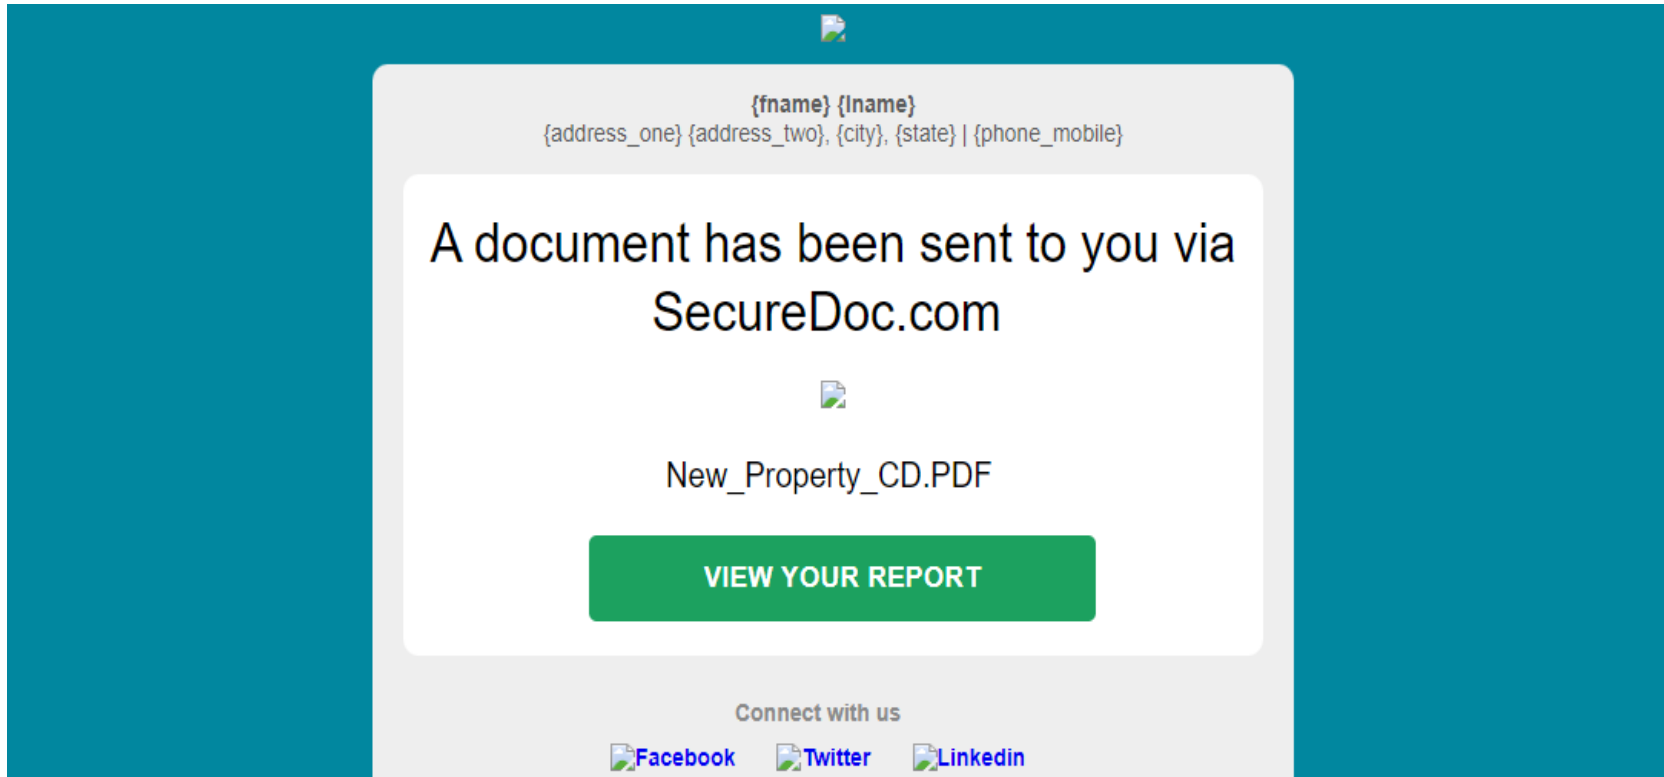 {fname} {lname}
{address_one} {address_two}, {city}, {state} | {phone_mobile}
A document has been sent to you via
SecureDoc.com
New_Property_CD.PDF
VIEW YOUR REPORT
Connect with us
Facebook Twitter Linkedin